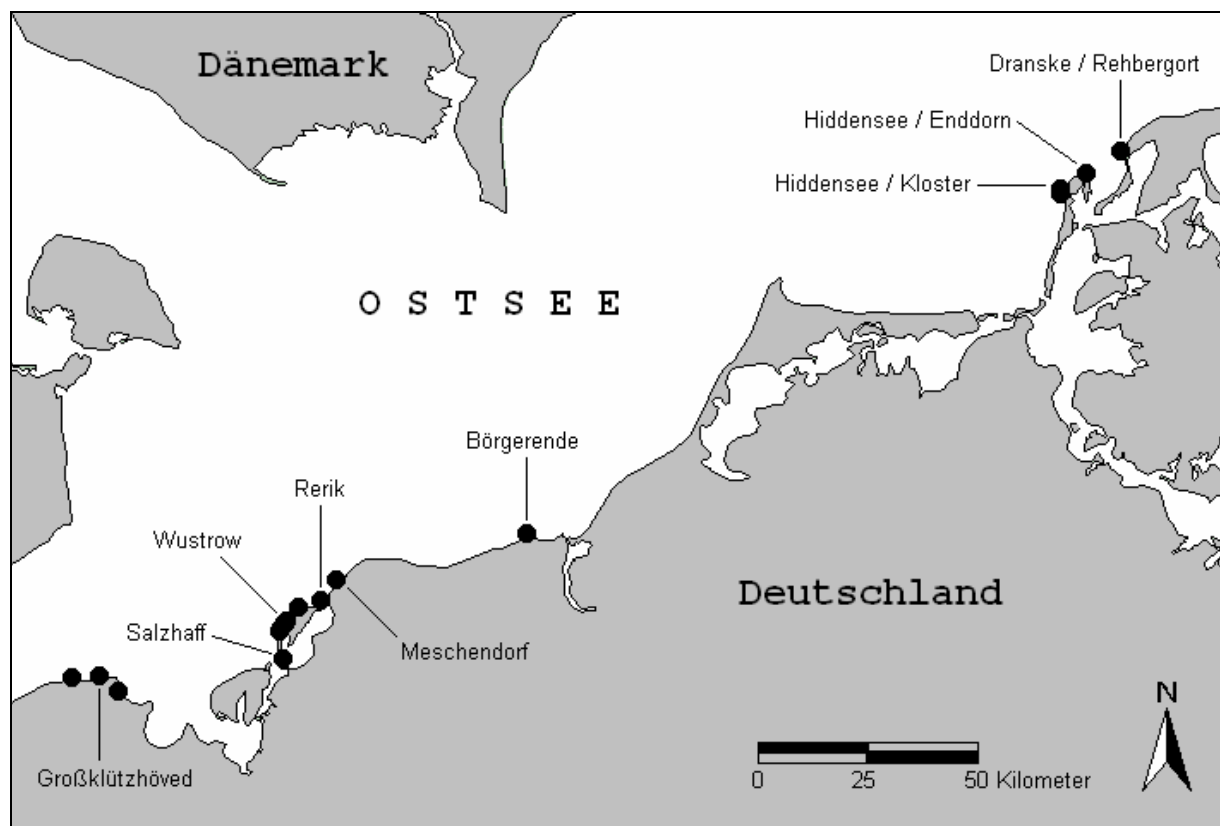 Dänemark
Dranske / Rehbergort
Hiddensee / Enddorn
Hiddensee / Kloster
O S T S E E
Börgerende
Rerik
Wustrow
Deutschland
Salzhaff
Meschendorf
N
Großklützhöved
0 25 50 Kilometer